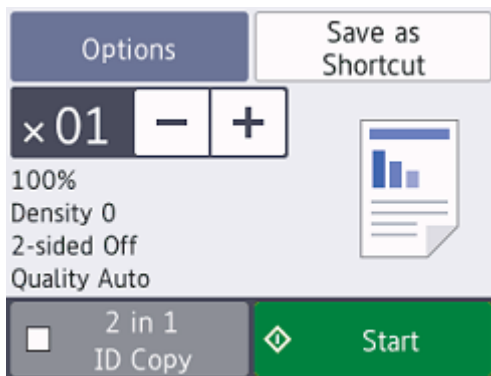 Options
Save as
Shortcut
×01
−
+
100%
Density 0
2-sided Off
Quality Auto
2 in 1
ID Copy
Start